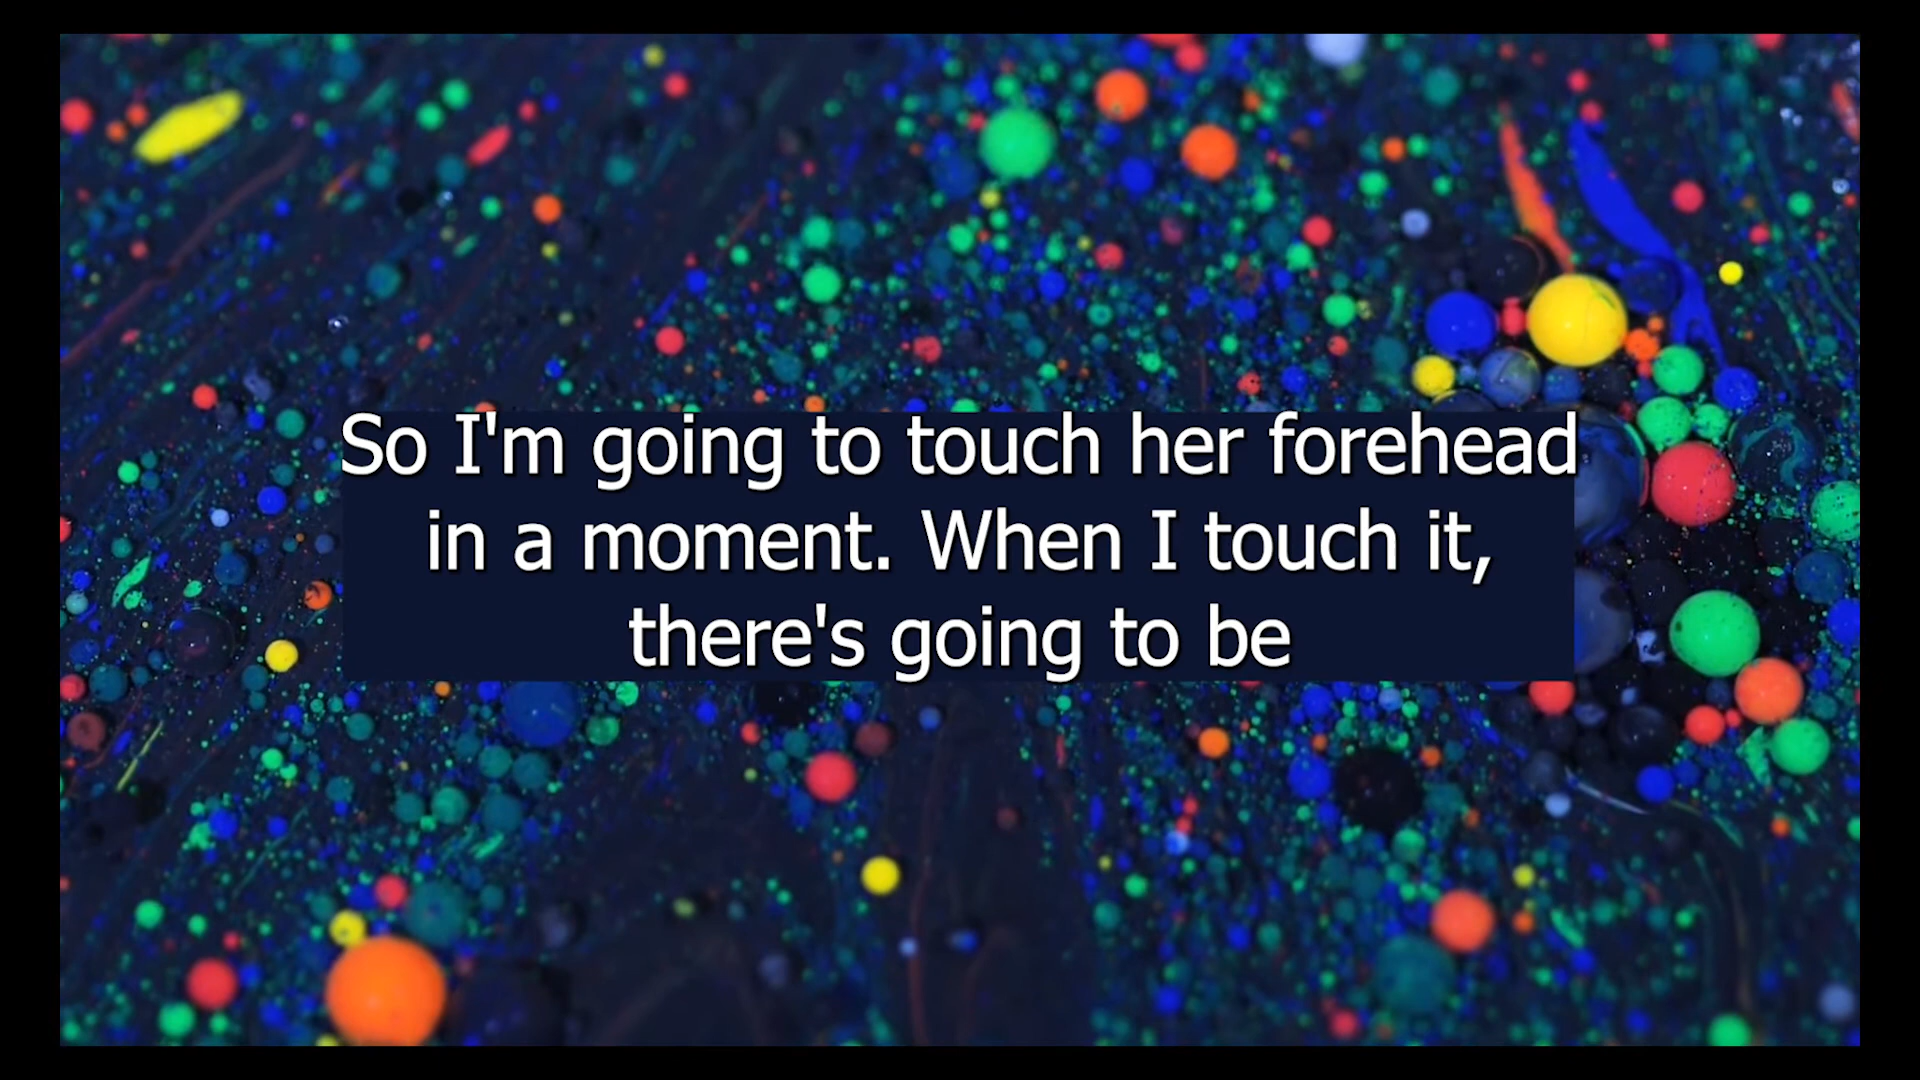 So I'm going to touch her forehead
in a moment. When I touch it,
there's going to be